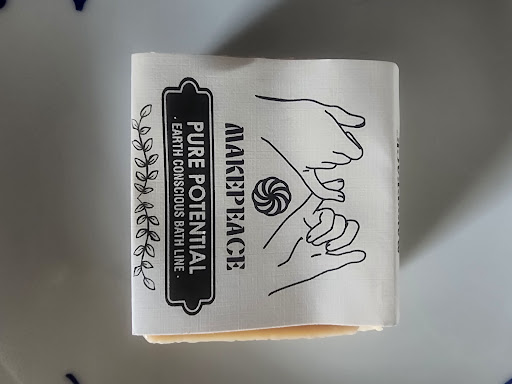 MAKEPEACE
PURE POTENTIAL
· EARTH CONSCIOUS BATH LINE ·